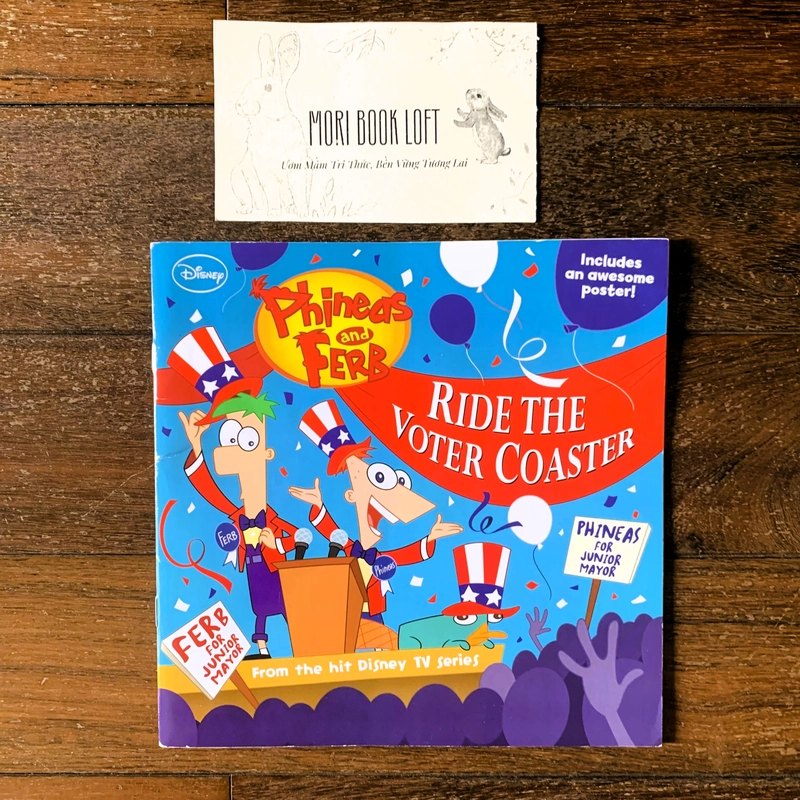 MORI BOOK LOFT
Ươm Mầm Tri Thức, Bền Vững Tương Lai
Disney
Includes
an awesome
poster!
Phineas
and
FERB
RIDE THE
VOTER COASTER
FERB
Phineas
PHINEAS
FOR
JUNIOR
MAYOR
FERB
FOR
JUNIOR
MAYOR
From the hit Disney TV series